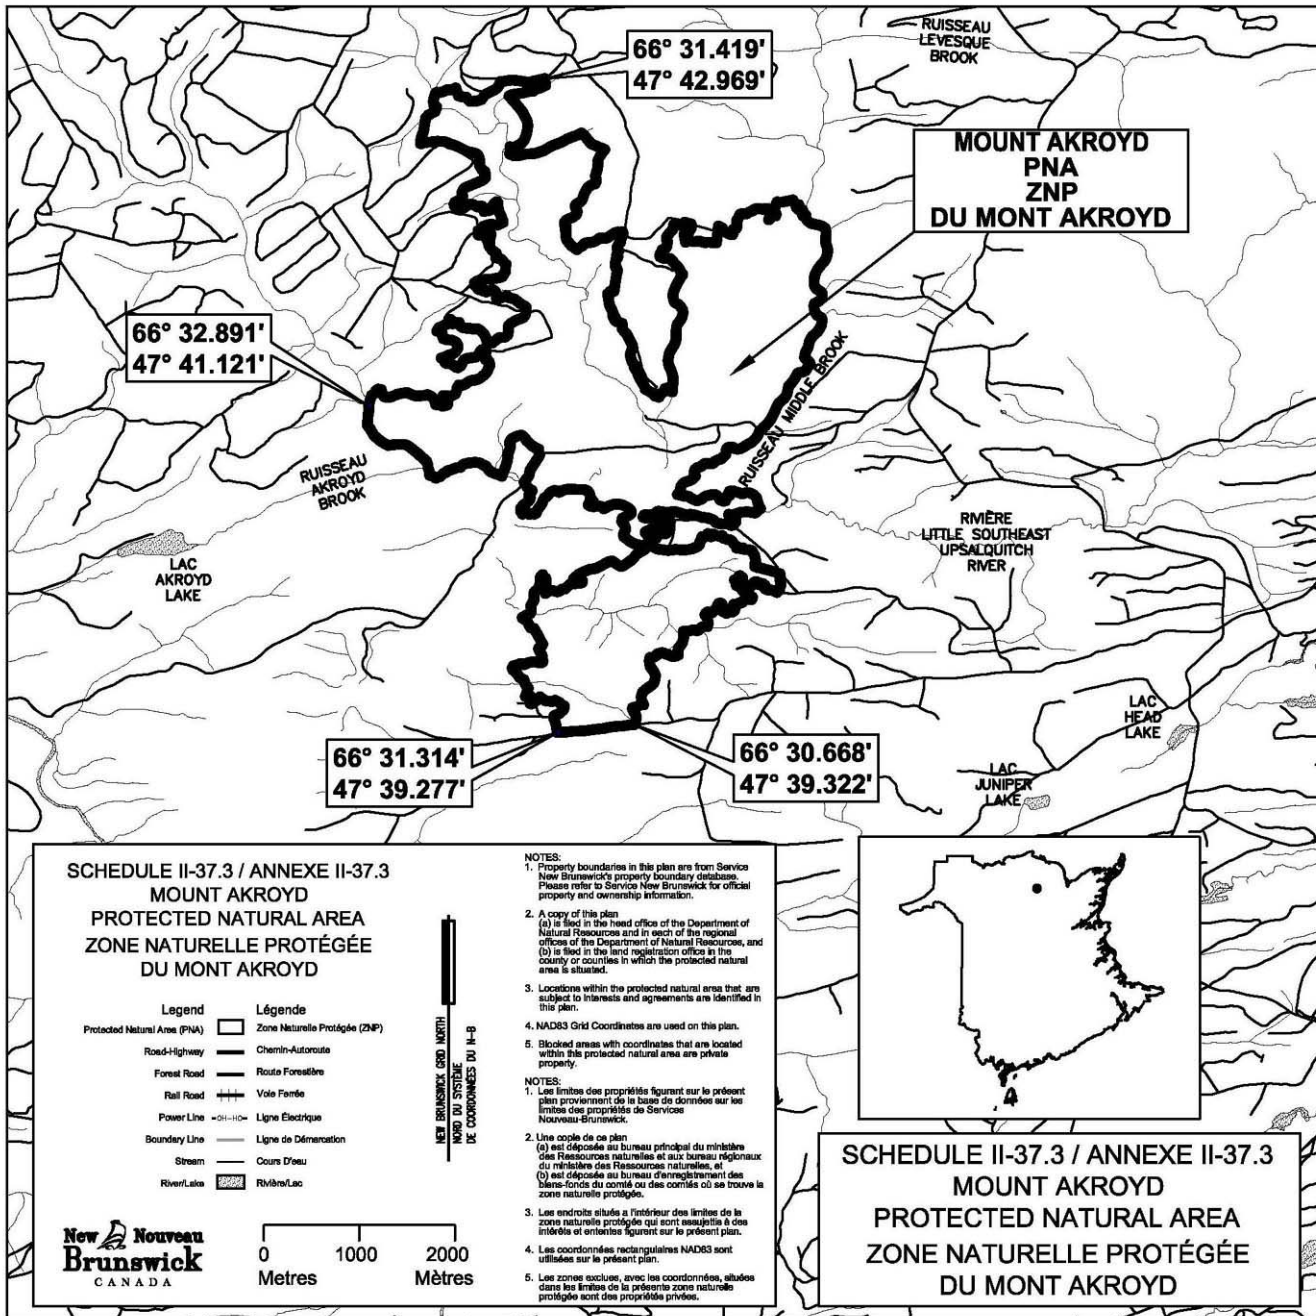 66° 31.419'
47° 42.969'
RUISSEAU
LEVESQUE
BROOK
MOUNT AKROYD
PNA
ZNP
DU MONT AKROYD
66° 32.891'
47° 41.121'
RUISSEAU MIDDLE BROOK
RUISSEAU
AKROYD
BROOK
LAC
AKROYD
LAKE
RIVIÈRE
LITTLE SOUTHEAST
UPSALQUITCH
RIVER
LAC
HEAD
LAKE
LAC
JUNIPER
LAKE
66° 31.314'
47° 39.277'
66° 30.668'
47° 39.322'
SCHEDULE II-37.3 / ANNEXE II-37.3
MOUNT AKROYD
PROTECTED NATURAL AREA
ZONE NATURELLE PROTÉGÉE
DU MONT AKROYD
Legend Légende
Protected Natural Area (PNA) Zone Naturelle Protégée (ZNP)
Road-Highway Chemin-Autoroute
Forest Road Route Forestière
Rail Road Voie Ferrée
Power Line OH-HO Ligne Électrique
Boundary Line Ligne de Démarcation
Stream Cours D'eau
River/Lake Rivière/Lac
NEW BRUNSWICK GRID NORTH
NORD DU SYSTÈME
DE COORDONNÉES DU N-B
New Nouveau
Brunswick
CANADA
0 1000 2000
Metres Mètres
NOTES:
1. Property boundaries in this plan are from Service
New Brunswick's property boundary database.
Please refer to Service New Brunswick for official
property and ownership information.
2. A copy of this plan
(a) is filed in the head office of the Department of
Natural Resources and in each of the regional
offices of the Department of Natural Resources, and
(b) is filed in the land registration office in the
county or counties in which the protected natural
area is situated.
3. Locations within the protected natural area that are
subject to interests and agreements are identified in
this plan.
4. NAD83 Grid Coordinates are used on this plan.
5. Blocked areas with coordinates that are located
within this protected natural area are private
property.
NOTES:
1. Les limites des propriétés figurant sur le présent
plan proviennent de la base de données sur les
limites des propriétés de Services
Nouveau-Brunswick.
2. Une copie de ce plan
(a) est déposée au bureau principal du ministère
des Ressources naturelles et aux bureau régionaux
du ministère des Ressources naturelles, et
(b) est déposée au bureau d'enregistrement des
biens-fonds du comté ou des comtés où se trouve la
zone naturelle protégée.
3. Les endroits situés a l'intérieur des limites de la
zone naturelle protégée qui sont assujettis à des
intérêts et ententes figurent sur le présent plan.
4. Les coordonnées rectangulaires NAD83 sont
utilisées sur le présent plan.
5. Les zones exclues, avec les coordonnées, situées
dans les limites de la présente zone naturelle
protégée sont des propriétés privées.
SCHEDULE II-37.3 / ANNEXE II-37.3
MOUNT AKROYD
PROTECTED NATURAL AREA
ZONE NATURELLE PROTÉGÉE
DU MONT AKROYD